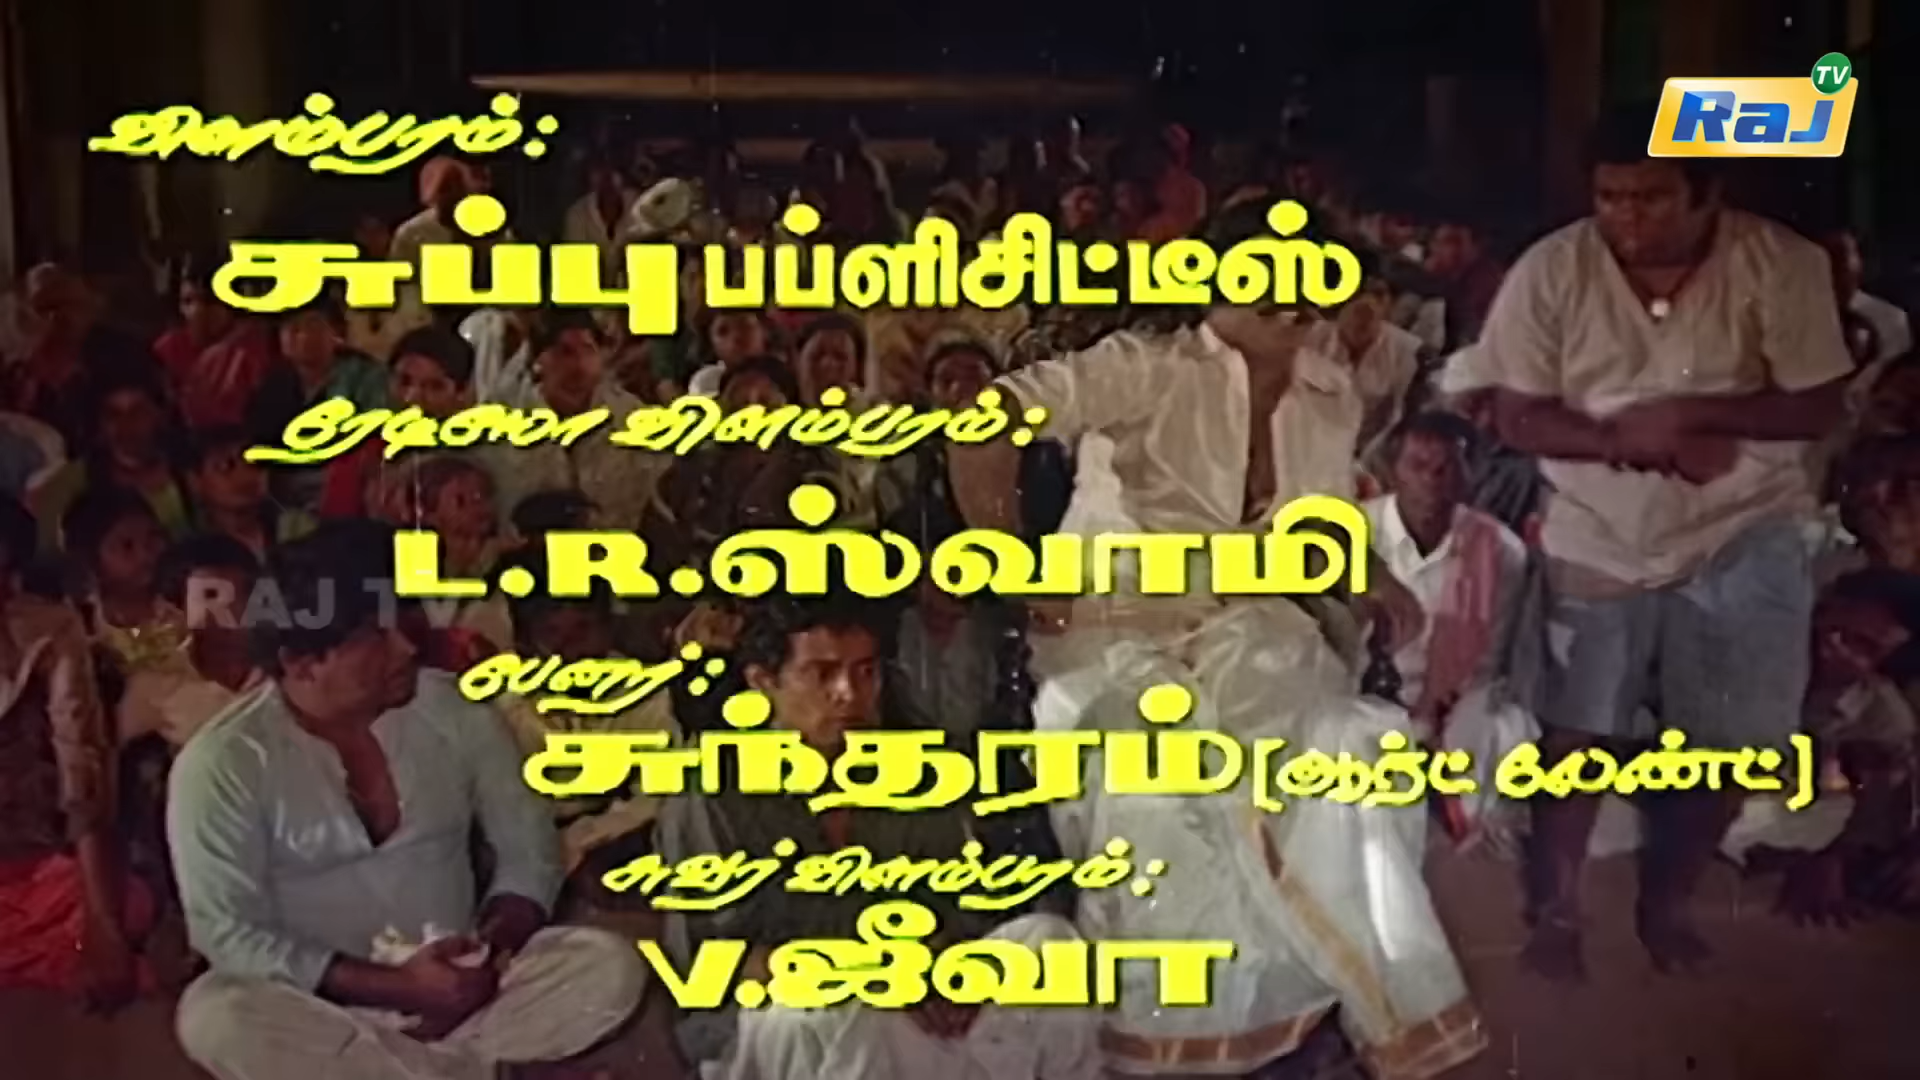 Raj TV
விளம்பரம்:
சுப்பு பப்ளிசிட்டீஸ்
ரேடியோ விளம்பரம்:
L.R.ஸ்வாமி
RAJ TV
பேனர்:
சுந்தரம் (ஆர்ட் லேண்ட்)
சுவர் விளம்பரம்:
V.ஜீவா